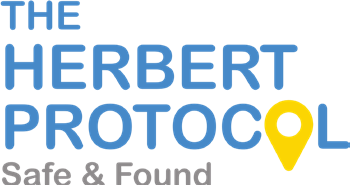 THE
HERBERT
PROTOCOL
Safe & Found